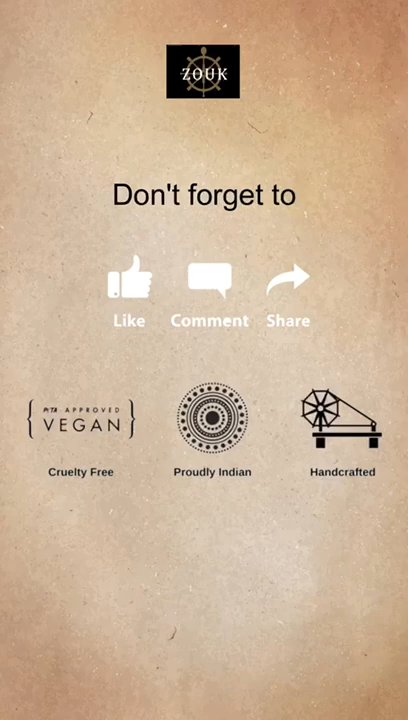 ZOUK
Don't forget to
Like Comment Share
PETA - APPROVED
VEGAN
Cruelty Free Proudly Indian Handcrafted